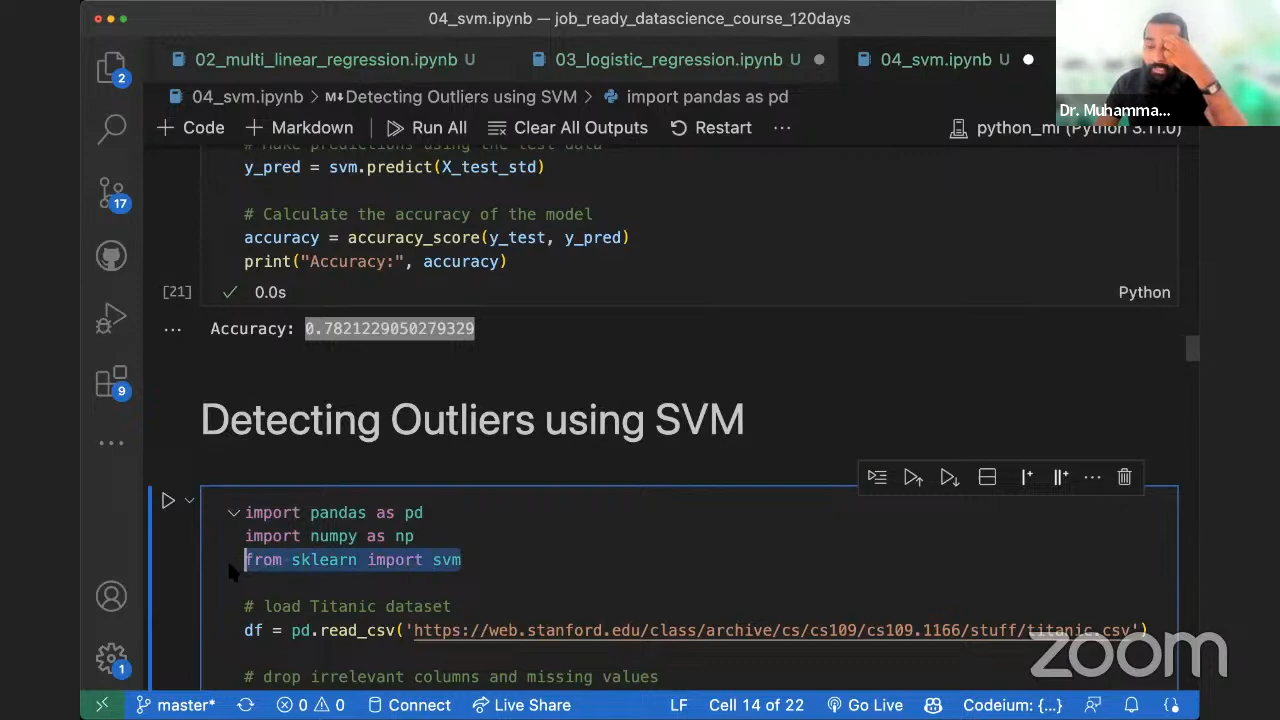 04_svm.ipynb — job_ready_datascience_course_120days
02_multi_linear_regression.ipynb U
03_logistic_regression.ipynb U
04_svm.ipynb U
04_svm.ipynb > M↓Detecting Outliers using SVM > import pandas as pd
+ Code + Markdown Run All Clear All Outputs Restart ...
python_ml (Python 3.11.0)
Dr. Muhamma...
2
17
9
1
# Make predictions using the test data
y_pred = svm.predict(X_test_std)
# Calculate the accuracy of the model
accuracy = accuracy_score(y_test, y_pred)
print("Accuracy:", accuracy)
[21] ✓ 0.0s Python
... Accuracy: 0.7821229050279329
Detecting Outliers using SVM
import pandas as pd
import numpy as np
from sklearn import svm
# load Titanic dataset
df = pd.read_csv('https://web.stanford.edu/class/archive/cs/cs109/cs109.1166/stuff/titanic.csv')
# drop irrelevant columns and missing values
zoom
master* 0 0 Connect Live Share LF Cell 14 of 22 Go Live Codeium: {...}